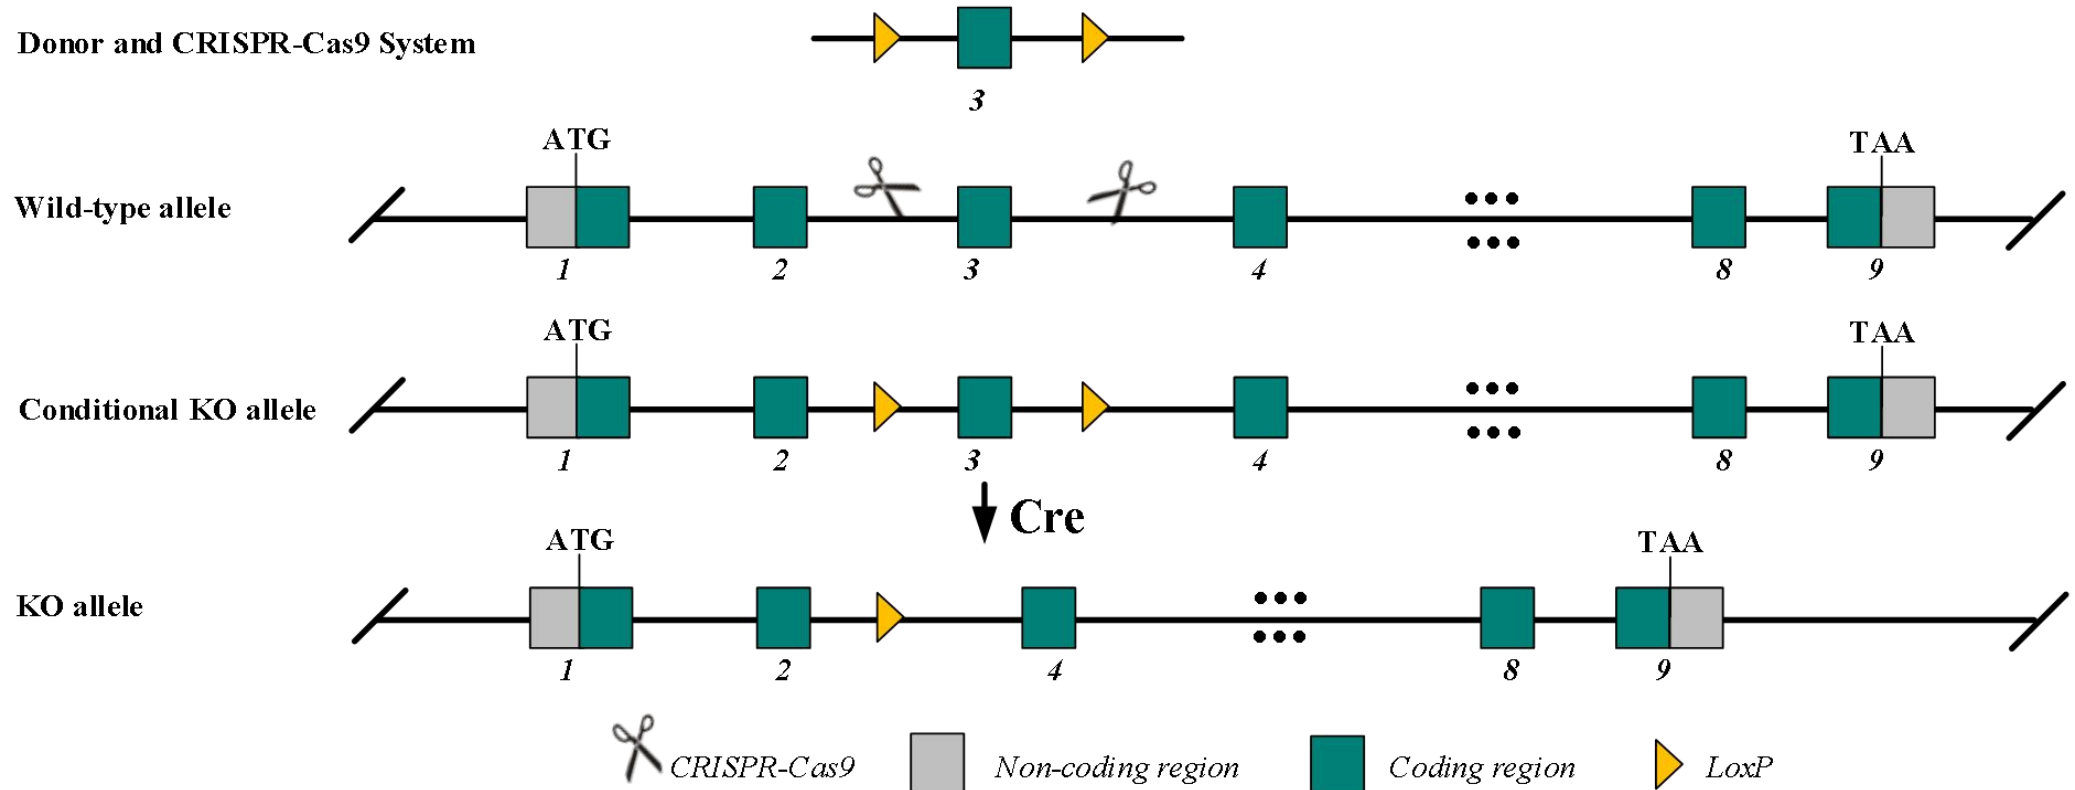 Donor and CRISPR-Cas9 System
3
ATG TAA
Wild-type allele
1 2 3 4 8 9
ATG TAA
Conditional KO allele
1 2 3 4 8 9
Cre
ATG TAA
KO allele
1 2 4 8 9
CRISPR-Cas9 Non-coding region Coding region LoxP